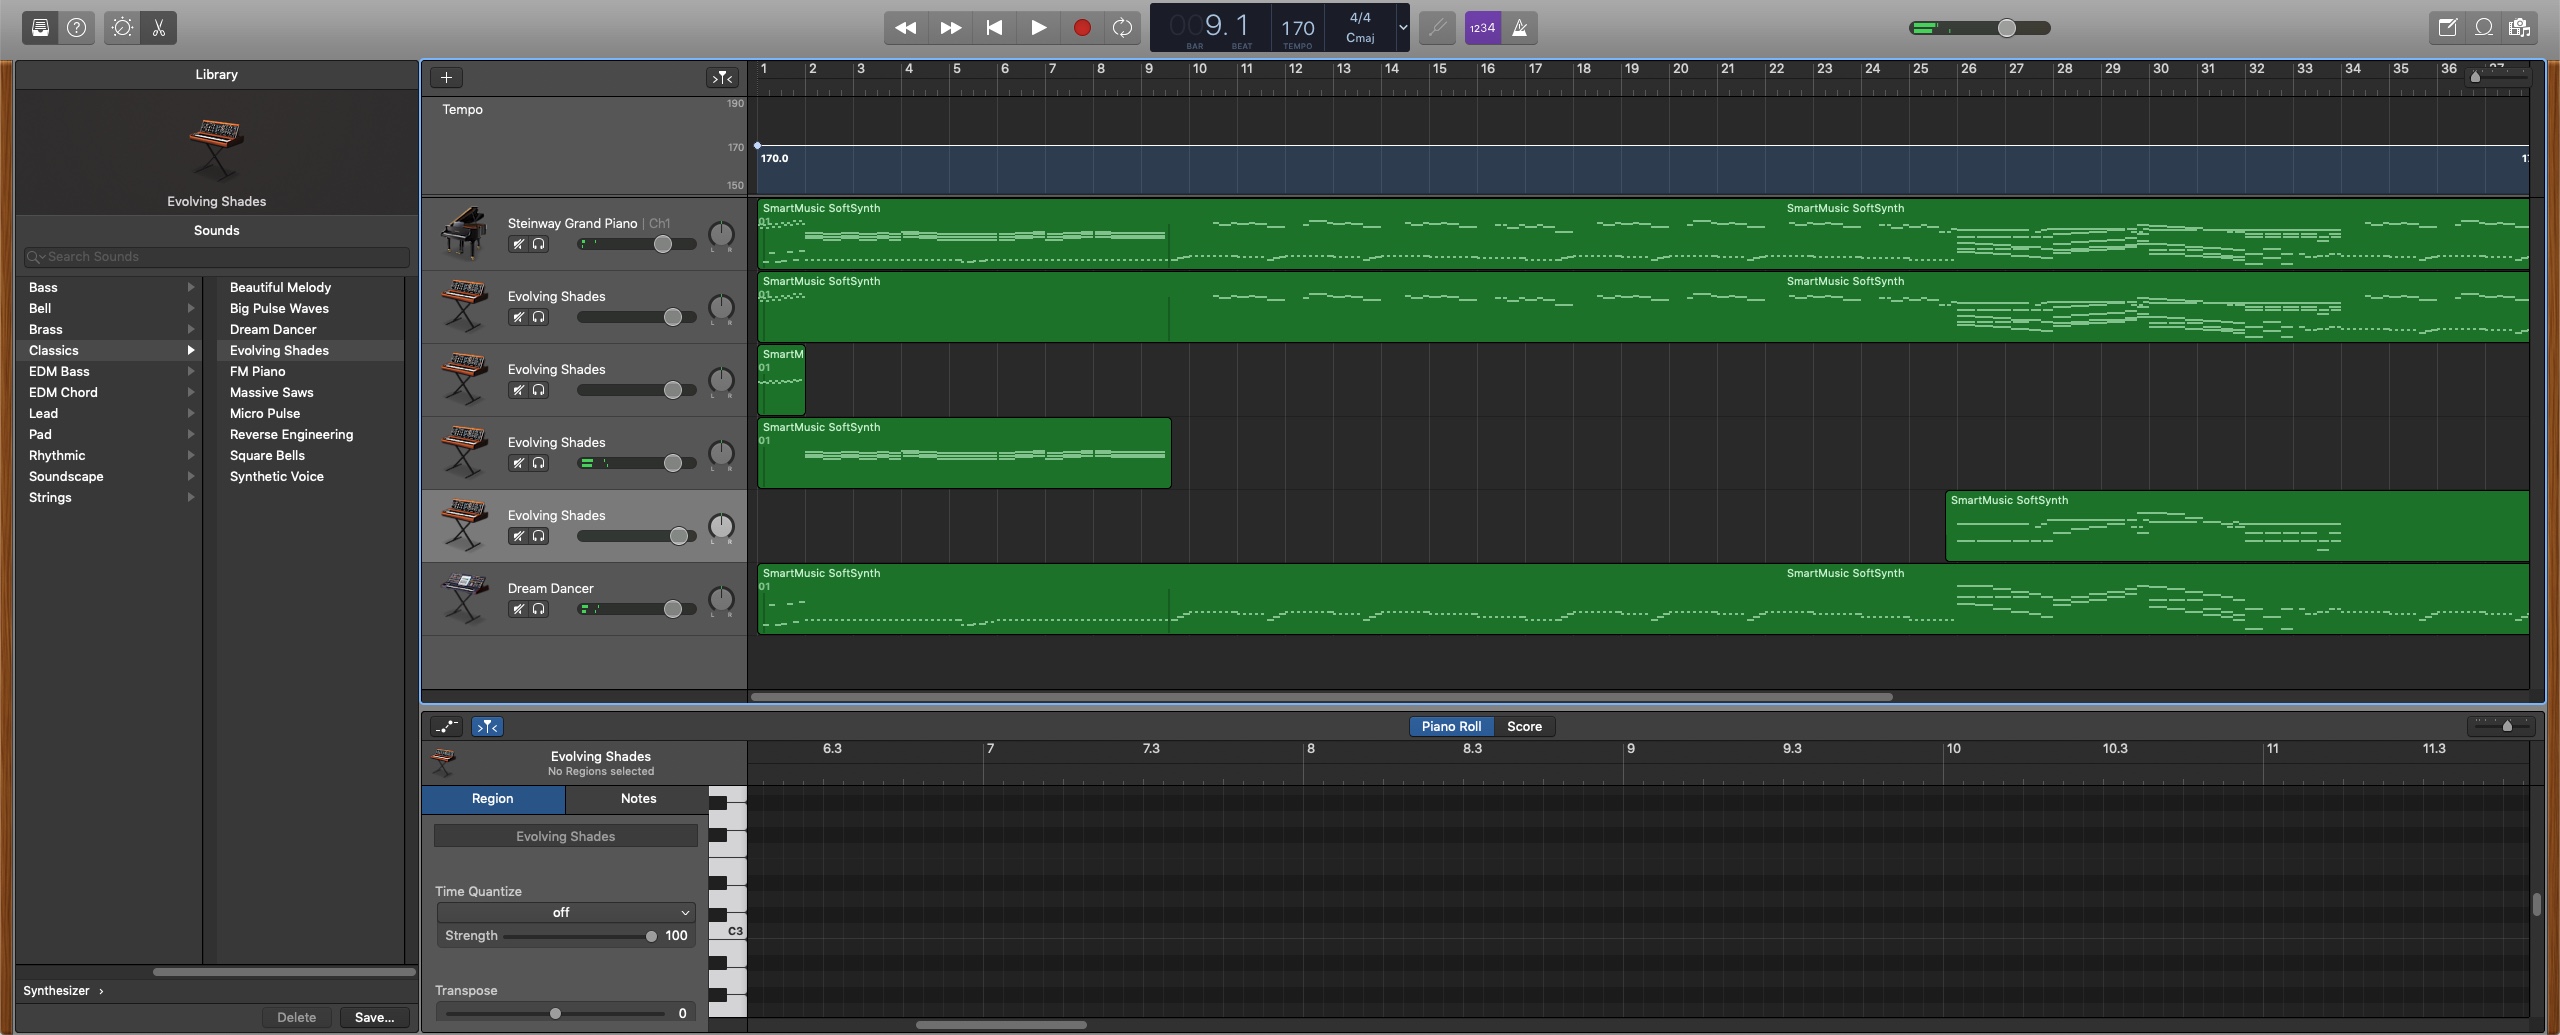 9. 1
BAR BEAT
170
TEMPO
4/4
Cmaj
1234
Library
Evolving Shades
Sounds
Search Sounds
Bass
Bell
Brass
Classics
EDM Bass
EDM Chord
Lead
Pad
Rhythmic
Soundscape
Strings
Beautiful Melody
Big Pulse Waves
Dream Dancer
Evolving Shades
FM Piano
Massive Saws
Micro Pulse
Reverse Engineering
Square Bells
Synthetic Voice
Synthesizer ›
Delete Save...
1 2 3 4 5 6 7 8 9 10 11 12 13 14 15 16 17 18 19 20 21 22 23 24 25 26 27 28 29 30 31 32 33 34 35 36
Tempo
190
170
150
170.0
Steinway Grand Piano | Ch1
L R
SmartMusic SoftSynth SmartMusic SoftSynth
01
Evolving Shades
L R
SmartMusic SoftSynth SmartMusic SoftSynth
01
Evolving Shades
L R
SmartM
01
Evolving Shades
L R
SmartMusic SoftSynth
01
Evolving Shades
L R
SmartMusic SoftSynth
Dream Dancer
L R
SmartMusic SoftSynth SmartMusic SoftSynth
01
Piano Roll Score
Evolving Shades
No Regions selected
6.3 7 7.3 8 8.3 9 9.3 10 10.3 11 11.3
Region Notes
Evolving Shades
Time Quantize
off
Strength 100
Transpose
0
C3